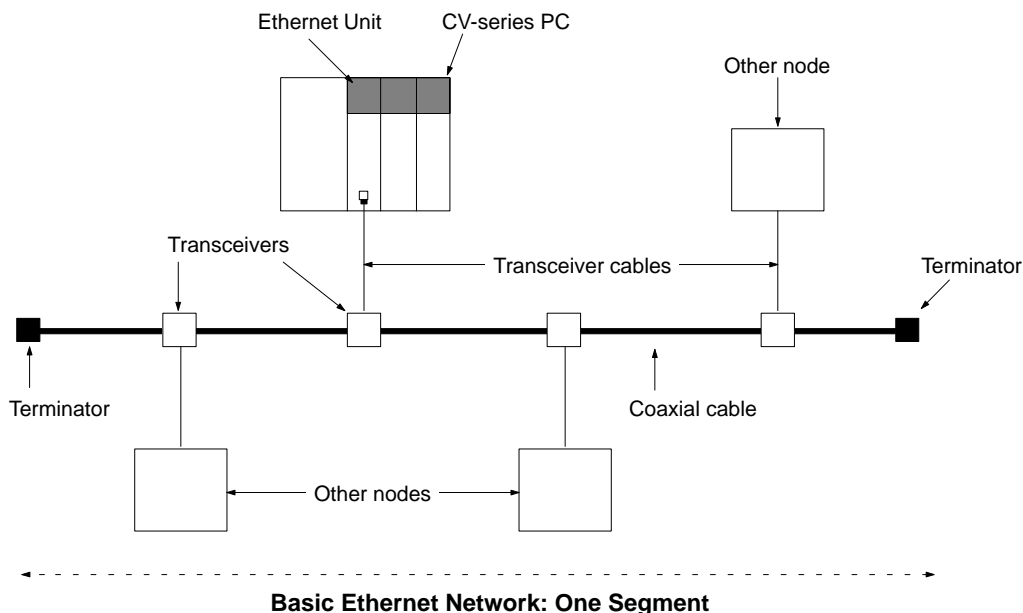 Ethernet Unit
CV-series PC
Other node
Transceivers
Transceiver cables
Terminator
Terminator
Coaxial cable
Other nodes
Basic Ethernet Network: One Segment